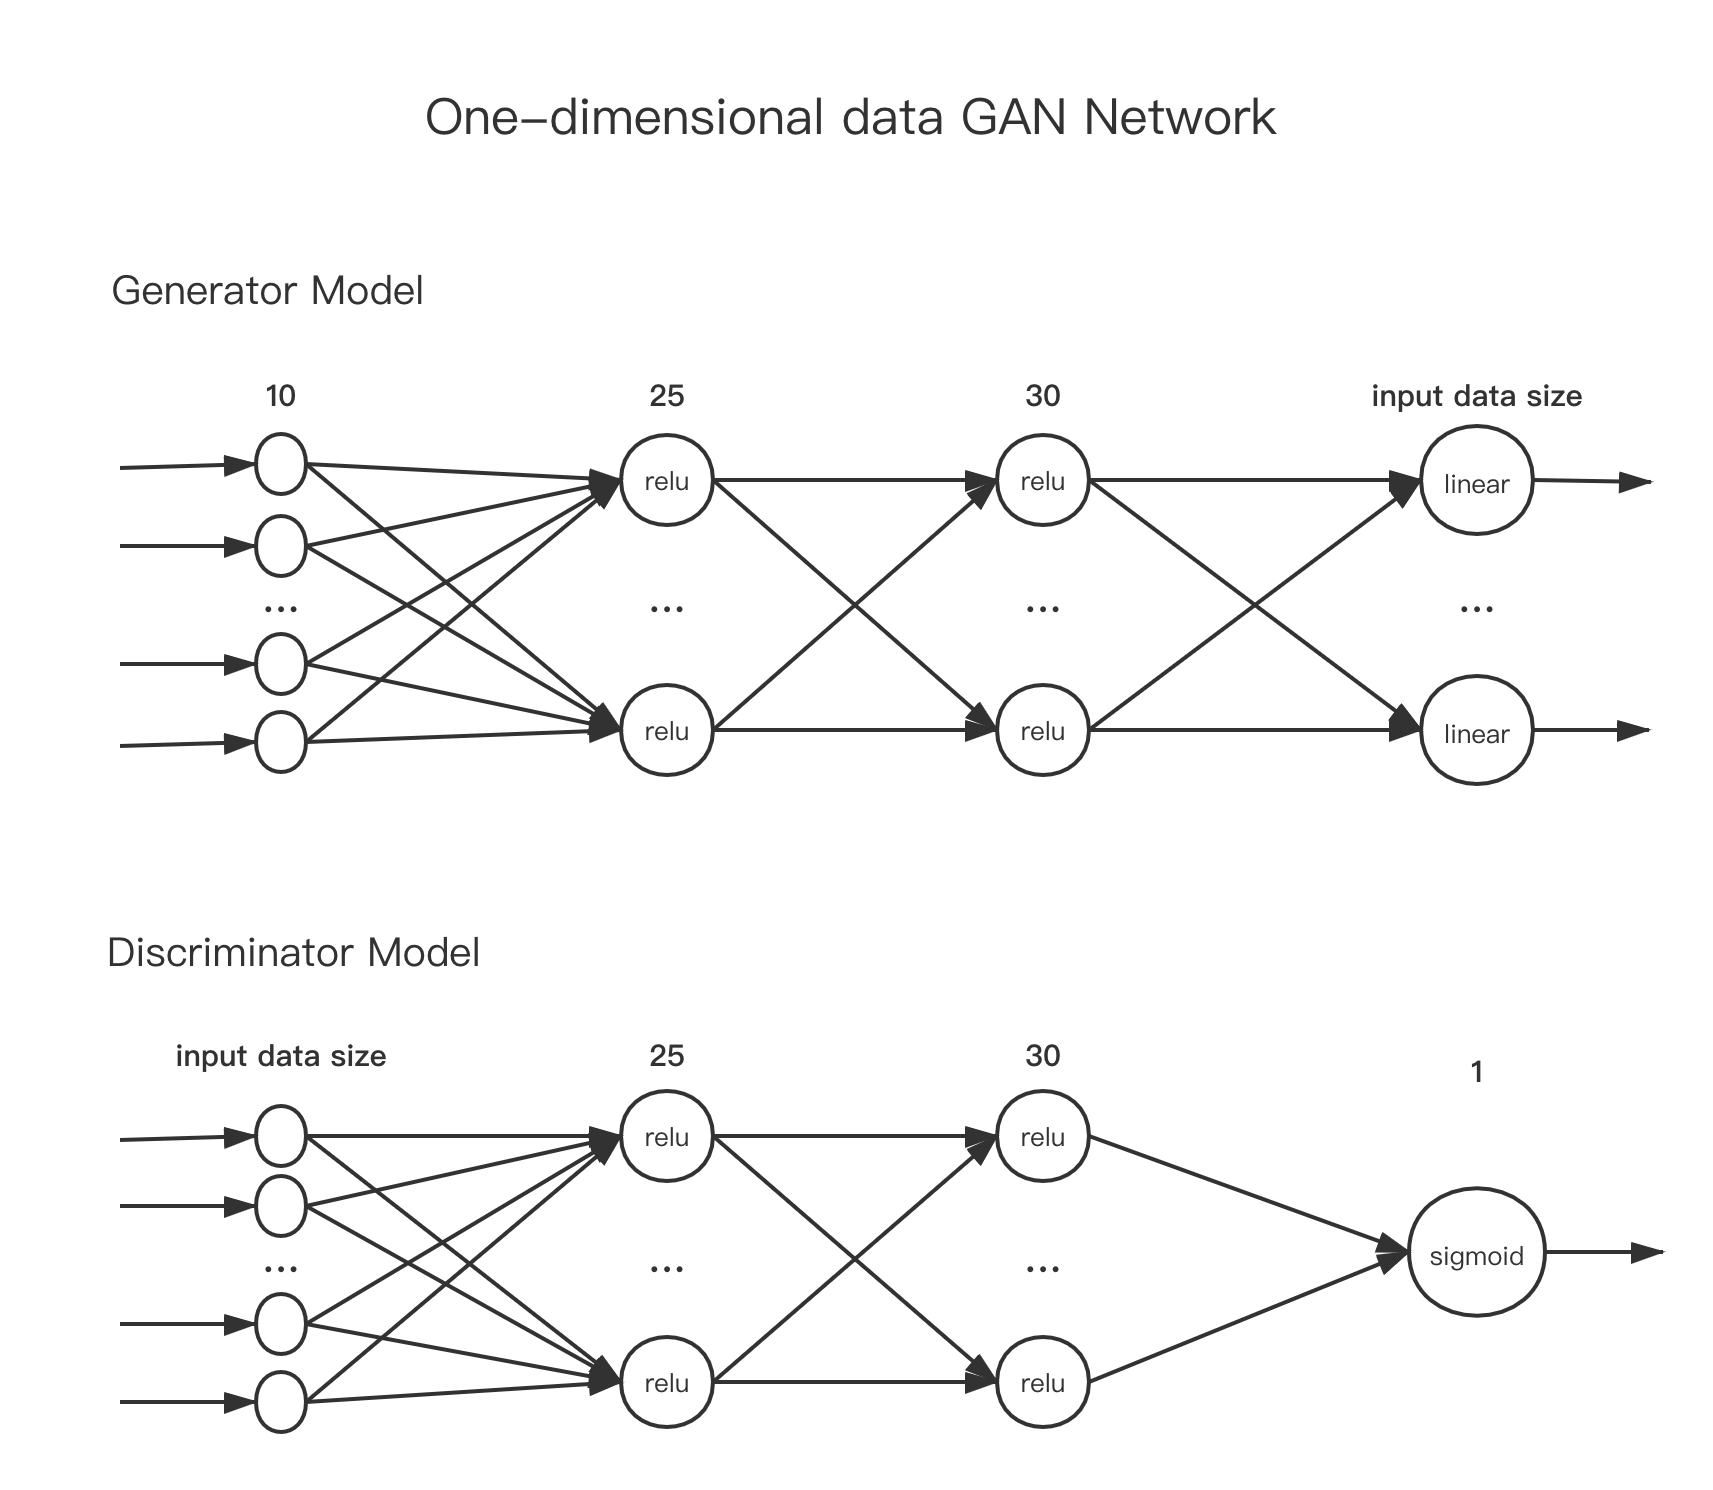 One–dimensional data GAN Network
Generator Model
10 25 30 input data size
relu relu linear
... ... ... ...
relu relu linear
Discriminator Model
input data size 25 30 1
relu relu
sigmoid
... ... ...
relu relu